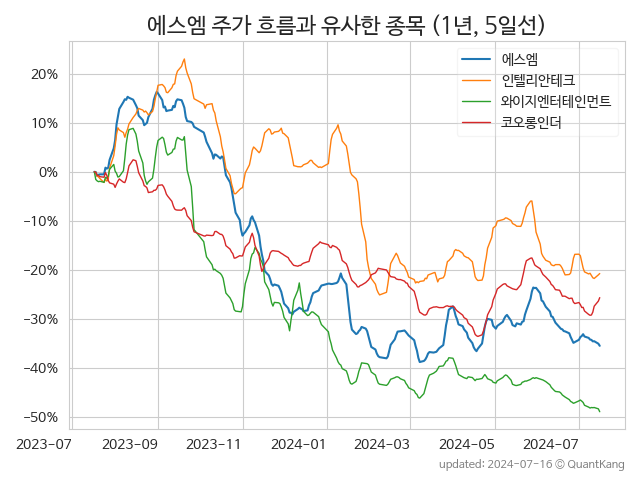 에스엠 주가 흐름과 유사한 종목 (1년, 5일선)
에스엠
인텔리안테크
와이지엔터테인먼트
코오롱인더
20%
10%
0%
−10%
−20%
−30%
−40%
−50%
2023-07 2023-09 2023-11 2024-01 2024-03 2024-05 2024-07
updated: 2024-07-16 © QuantKang